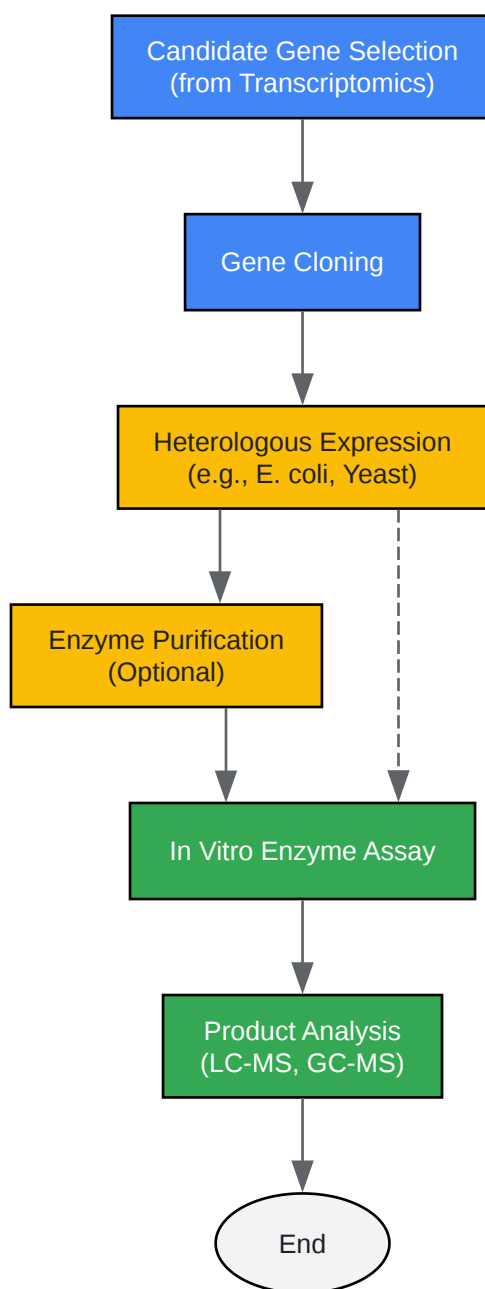 Candidate Gene Selection
(from Transcriptomics)
Gene Cloning
Heterologous Expression
(e.g., E. coli, Yeast)
Enzyme Purification
(Optional)
In Vitro Enzyme Assay
Product Analysis
(LC-MS, GC-MS)
End